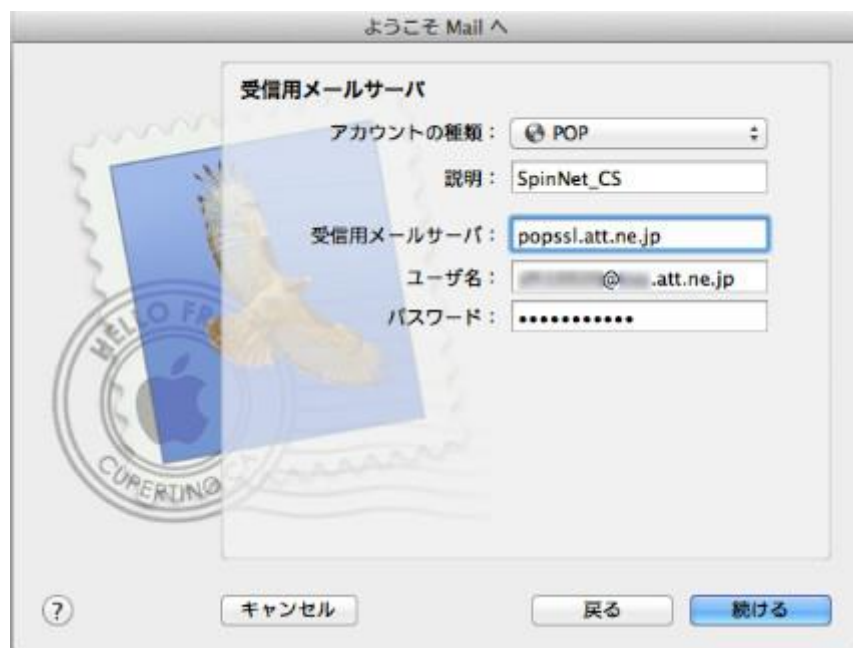 ようこそ Mail へ
受信用メールサーバ
アカウントの種類： POP
説明： SpinNet_CS
受信用メールサーバ： popssl.att.ne.jp
ユーザ名： @ .att.ne.jp
パスワード： •••••••••••
HELLO FR
CUPERTINO
? キャンセル 戻る 続ける